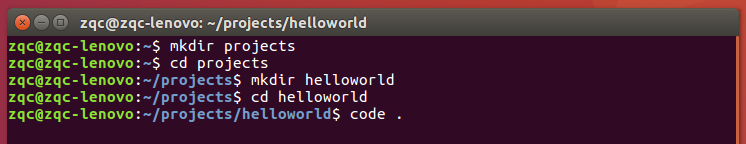 zqc@zqc-lenovo: ~/projects/helloworld
zqc@zqc-lenovo:~$ mkdir projects
zqc@zqc-lenovo:~$ cd projects
zqc@zqc-lenovo:~/projects$ mkdir helloworld
zqc@zqc-lenovo:~/projects$ cd helloworld
zqc@zqc-lenovo:~/projects/helloworld$ code .